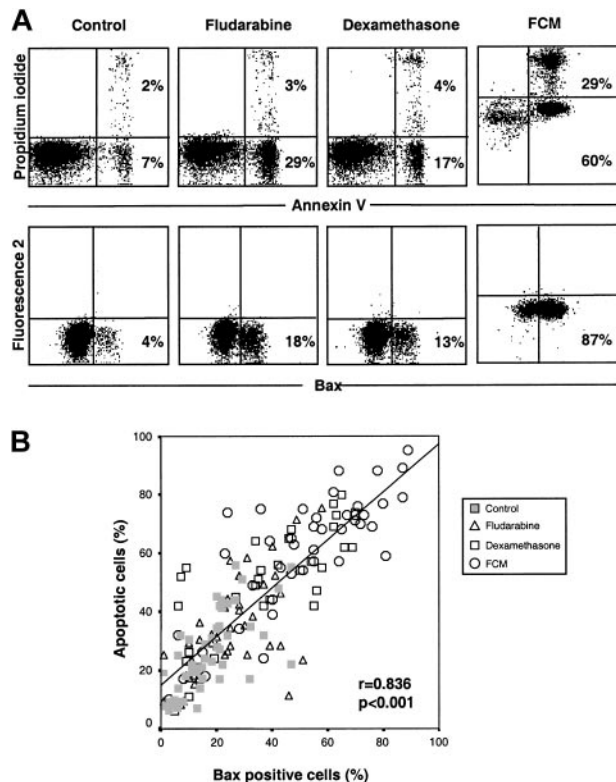 A
Control
Fludarabine
Dexamethasone
FCM
Propidium iodide
2%
7%
3%
29%
4%
17%
29%
60%
Annexin V
Fluorescence 2
4%
18%
13%
87%
Bax
B
Apoptotic cells (%)
100
80
60
40
20
0
0
20
40
60
80
100
r=0.836
p<0.001
Bax positive cells (%)
Control
Fludarabine
Dexamethasone
FCM